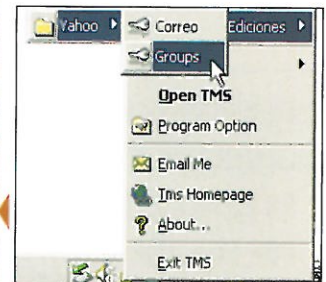 Yahoo Correo Ediciones
Groups
Open TMS
Program Option
Email Me
Tms Homepage
About...
Exit TMS